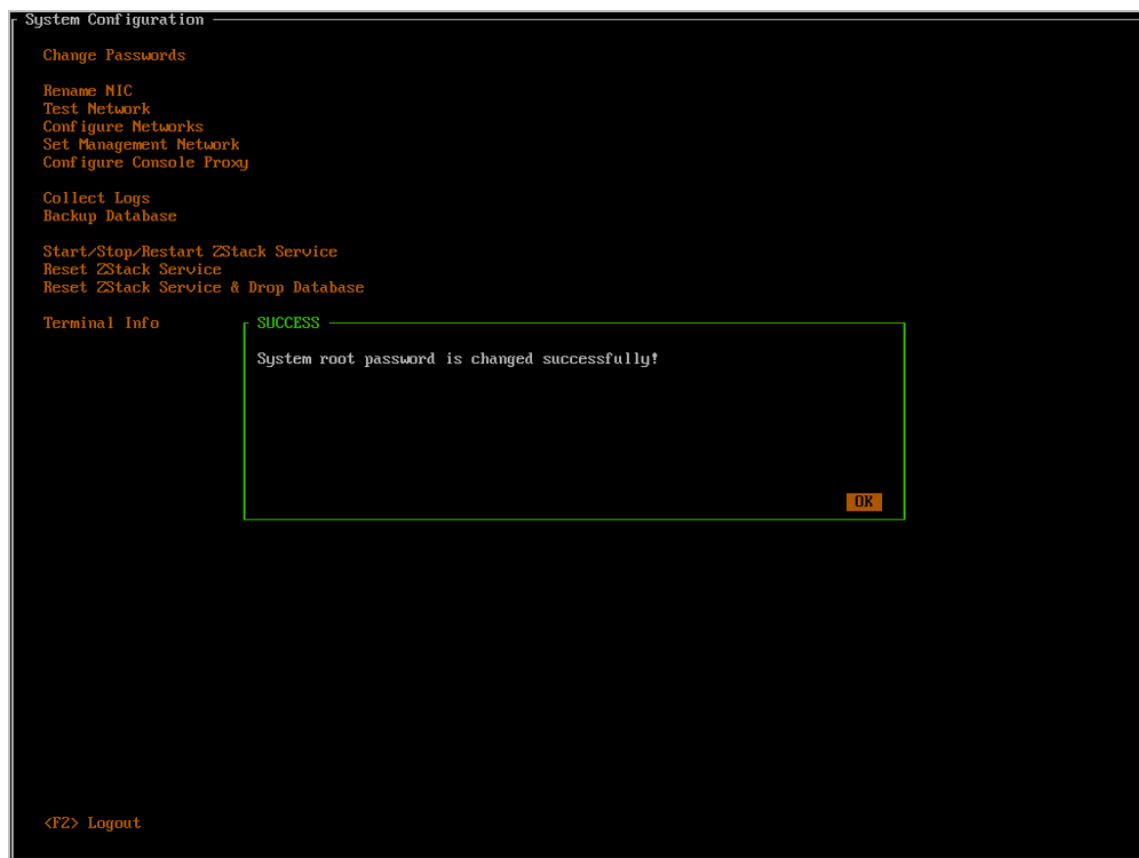 System Configuration
Change Passwords
Rename NIC
Test Network
Configure Networks
Set Management Network
Configure Console Proxy
Collect Logs
Backup Database
Start/Stop/Restart ZStack Service
Reset ZStack Service
Reset ZStack Service & Drop Database
Terminal Info
SUCCESS
System root password is changed successfully!
OK
<F2> Logout